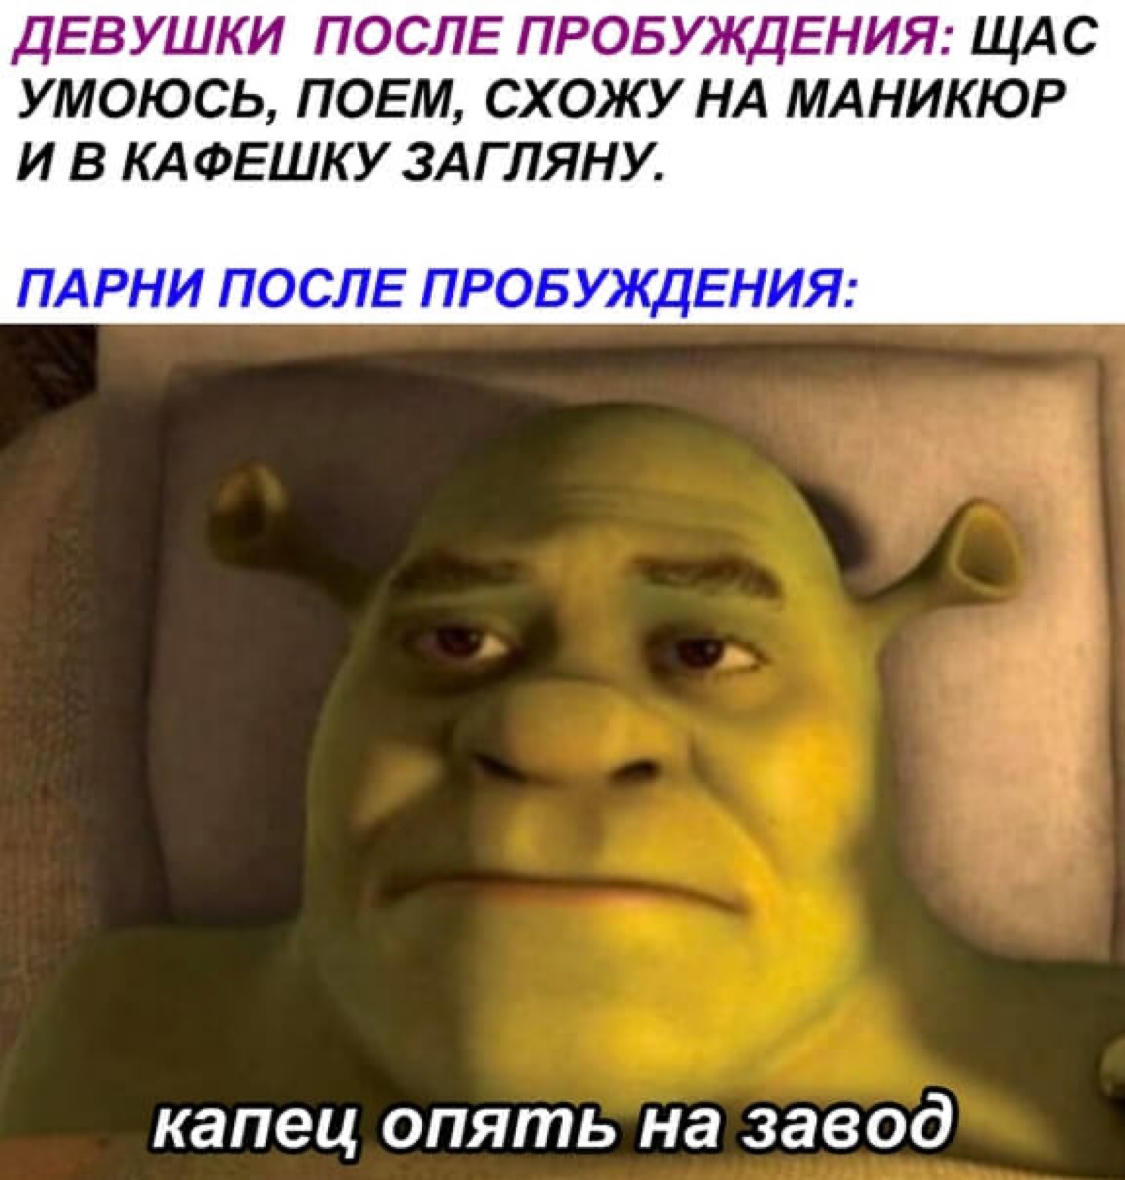 ДЕВУШКИ ПОСЛЕ ПРОБУЖДЕНИЯ: ЩАС
УМОЮСЬ, ПОЕМ, СХОЖУ НА МАНИКЮР
И В КАФЕШКУ ЗАГЛЯНУ.
ПАРНИ ПОСЛЕ ПРОБУЖДЕНИЯ:
капец опять на завод